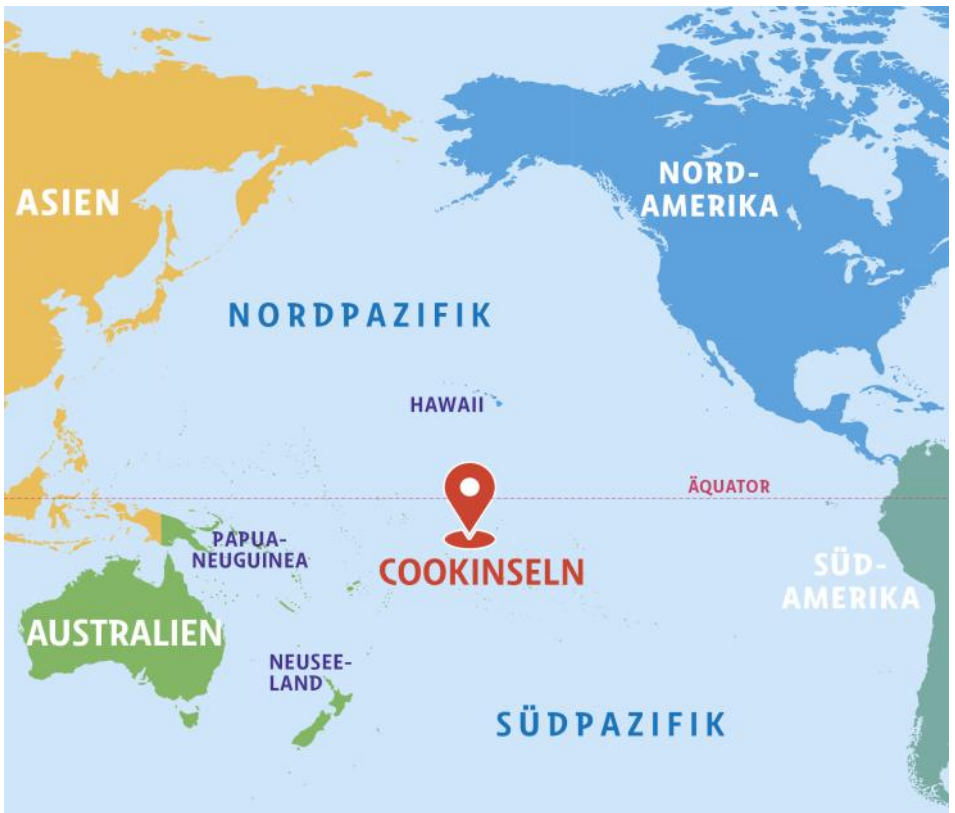 ASIEN
NORD-
AMERIKA
NORDPAZIFIK
HAWAII
ÄQUATOR
PAPUA-
NEUGUINEA
COOKINSELN
SÜD-
AMERIKA
AUSTRALIEN
NEUSEE-
LAND
SÜDPAZIFIK